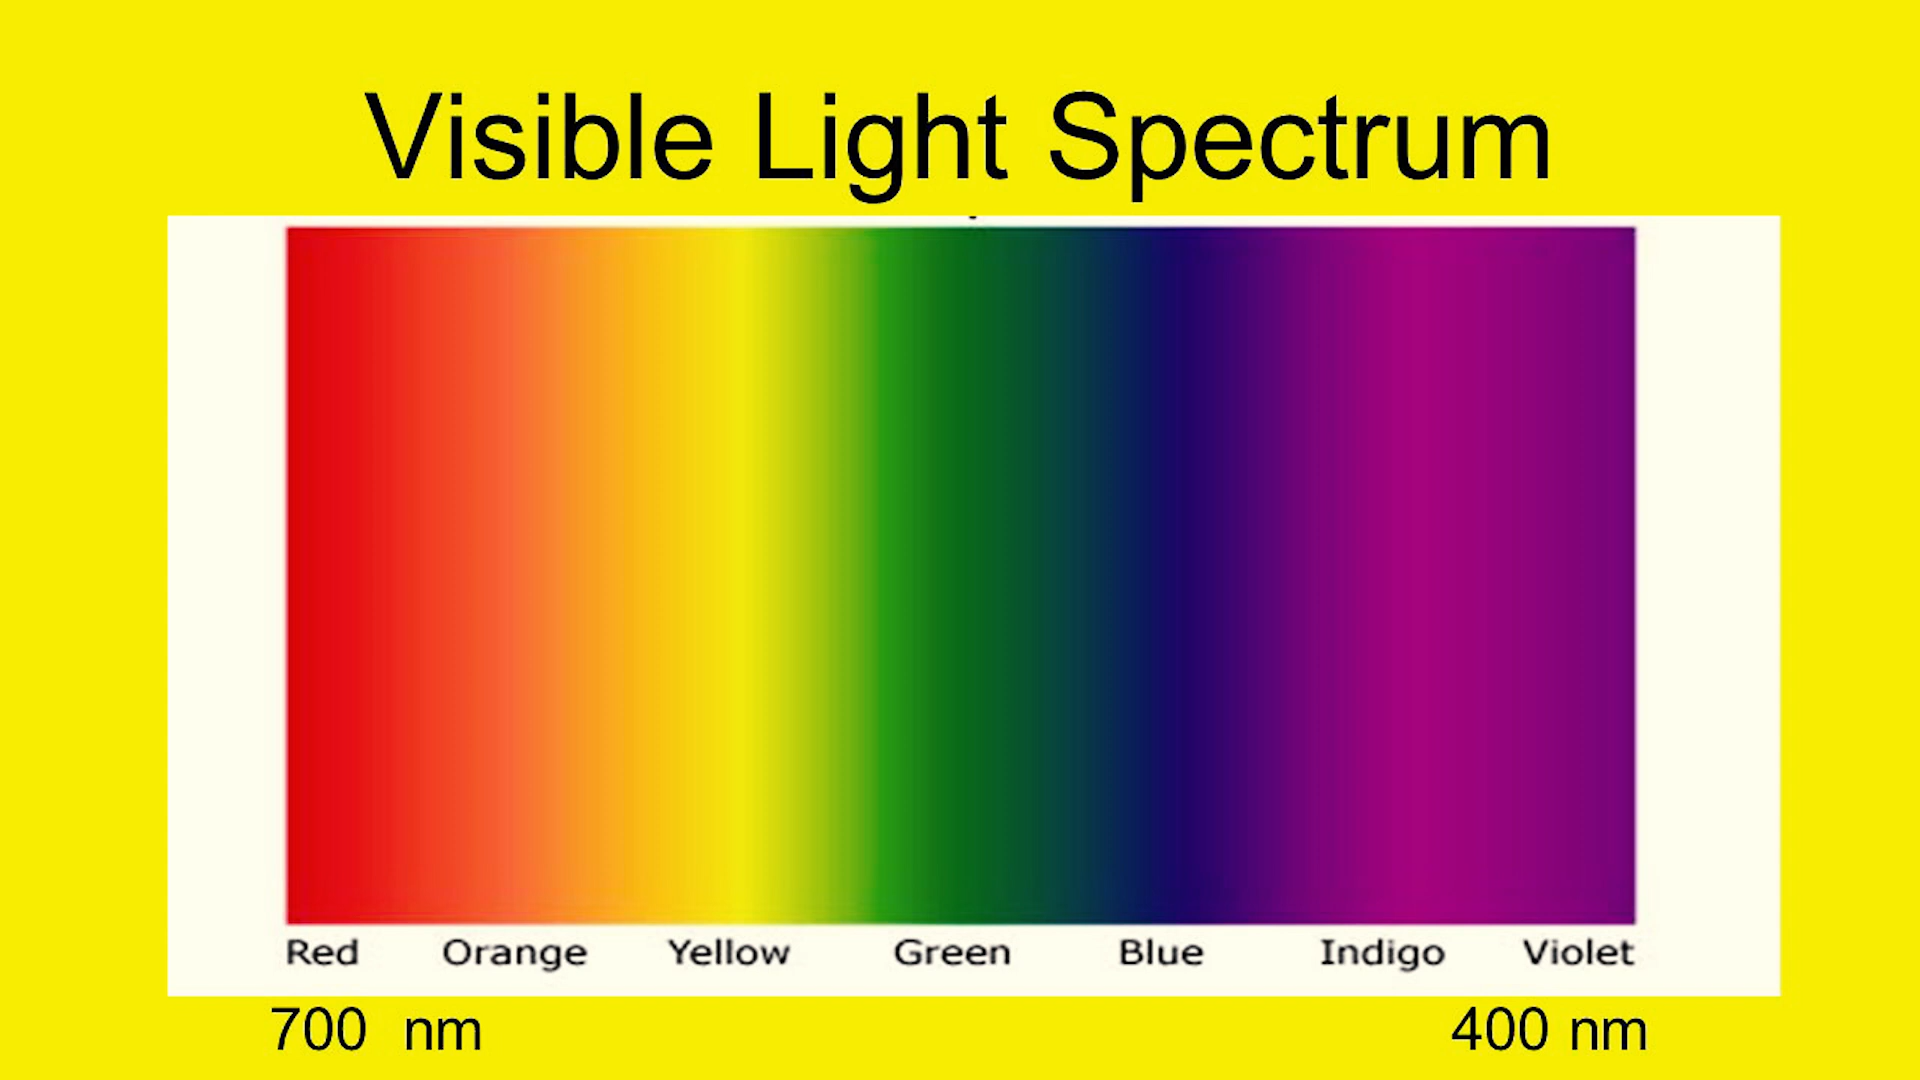 Visible Light Spectrum
Red Orange Yellow Green Blue Indigo Violet
700 nm 400 nm